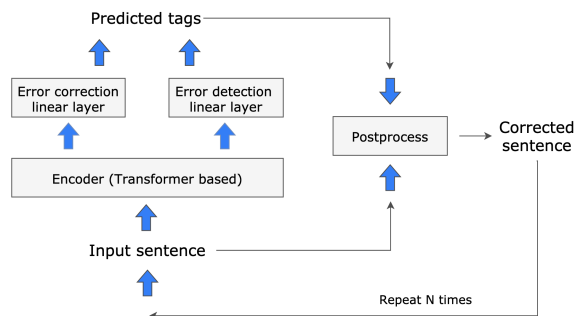 Predicted tags
Error correction
linear layer
Error detection
linear layer
Postprocess
Corrected
sentence
Encoder (Transformer based)
Input sentence
Repeat N times